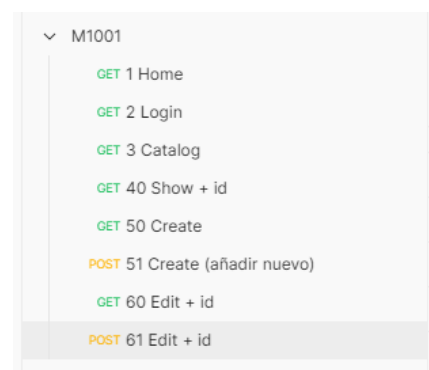 M1001
GET 1 Home
GET 2 Login
GET 3 Catalog
GET 40 Show + id
GET 50 Create
POST 51 Create (añadir nuevo)
GET 60 Edit + id
POST 61 Edit + id